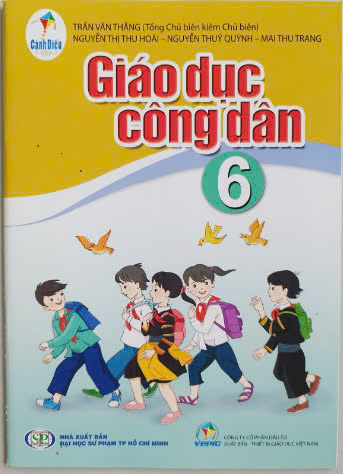 Cánh Diều
TRẦN VĂN THẮNG (Tổng Chủ biên kiêm Chủ biên)
NGUYỄN THỊ THU HOÀI – NGUYỄN THUÝ QUỲNH – MAI THU TRANG
Giáo dục
công dân
6
NHÀ XUẤT BẢN
ĐẠI HỌC SƯ PHẠM TP HỒ CHÍ MINH
VEPIC
CÔNG TY CỔ PHẦN ĐẦU TƯ
XUẤT BẢN - THIẾT BỊ GIÁO DỤC VIỆT NAM